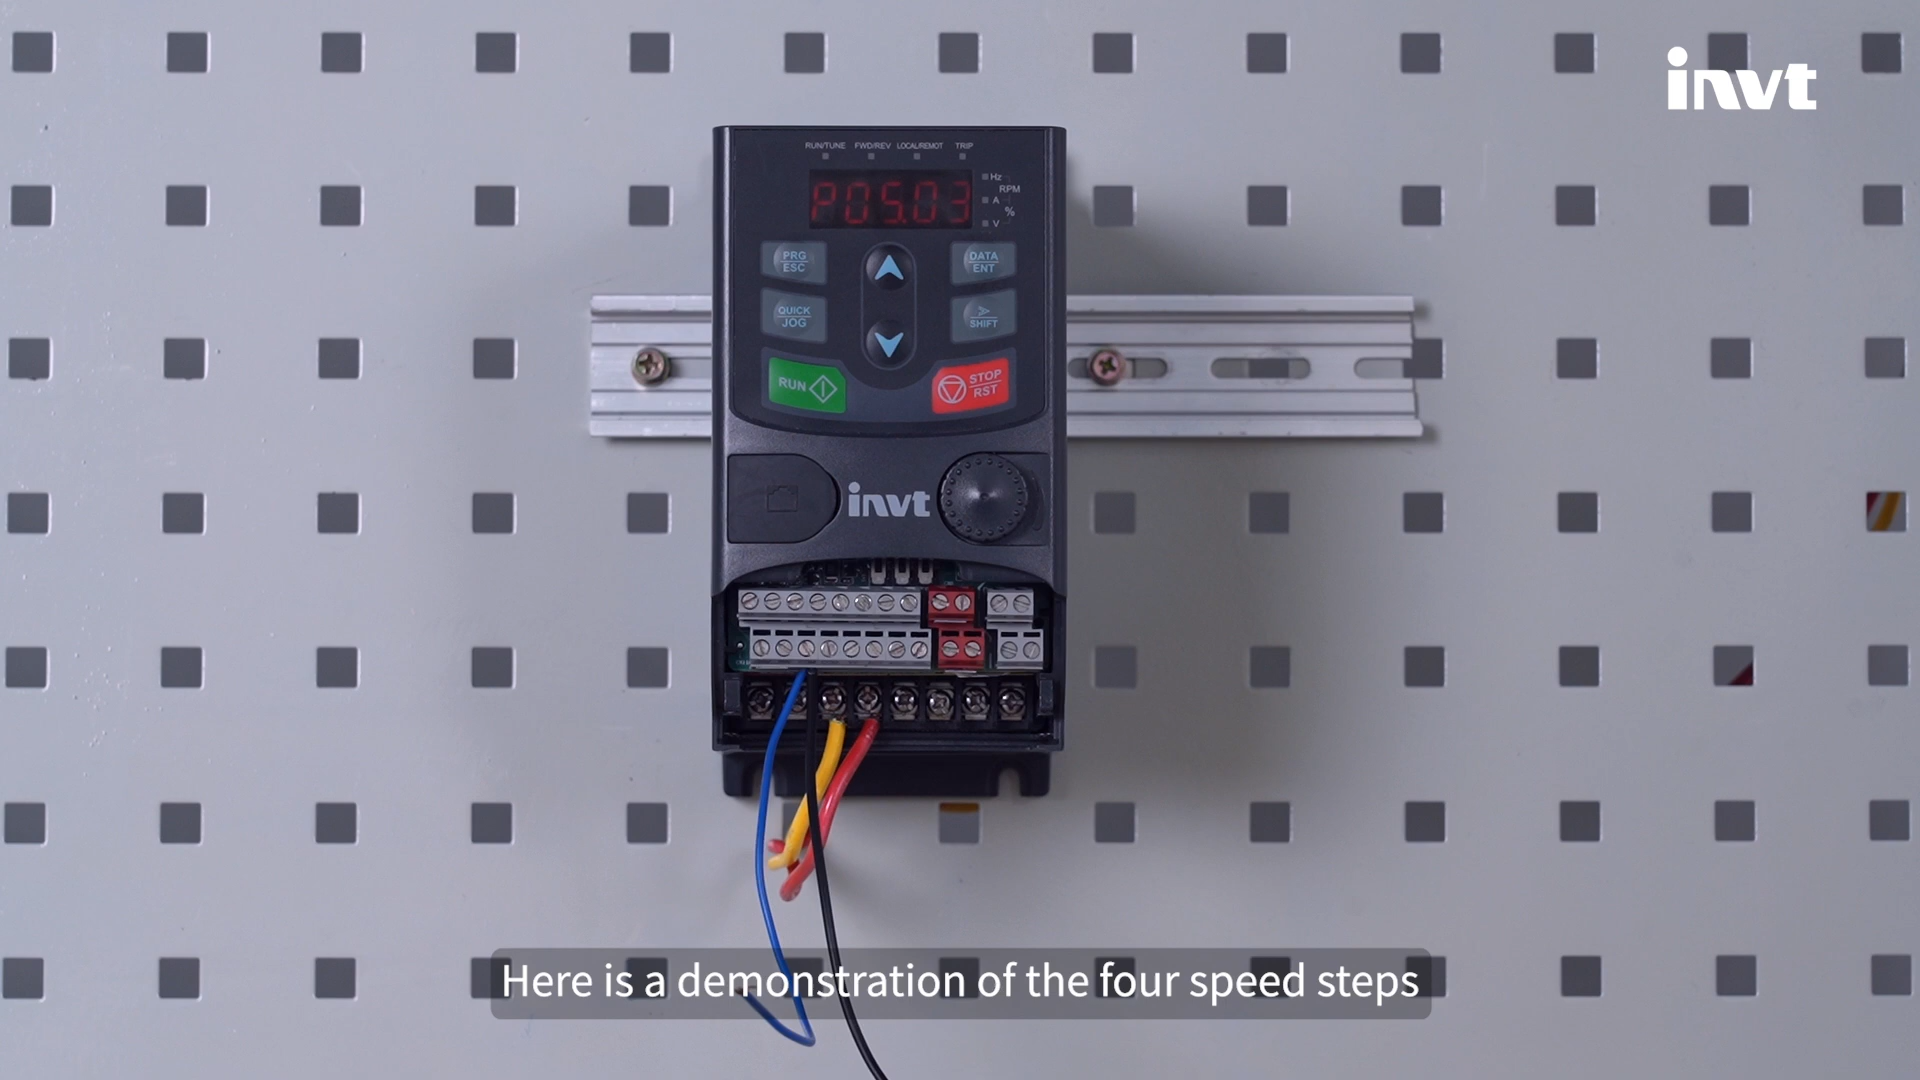 invt
RUN/TUNE FWD/REV LOCAL/REMOT TRIP
P05.03
Hz
RPM
A
%
V
PRG
ESC
DATA
ENT
QUICK
JOG
SHIFT
RUN
STOP
RST
invt
Here is a demonstration of the four speed steps